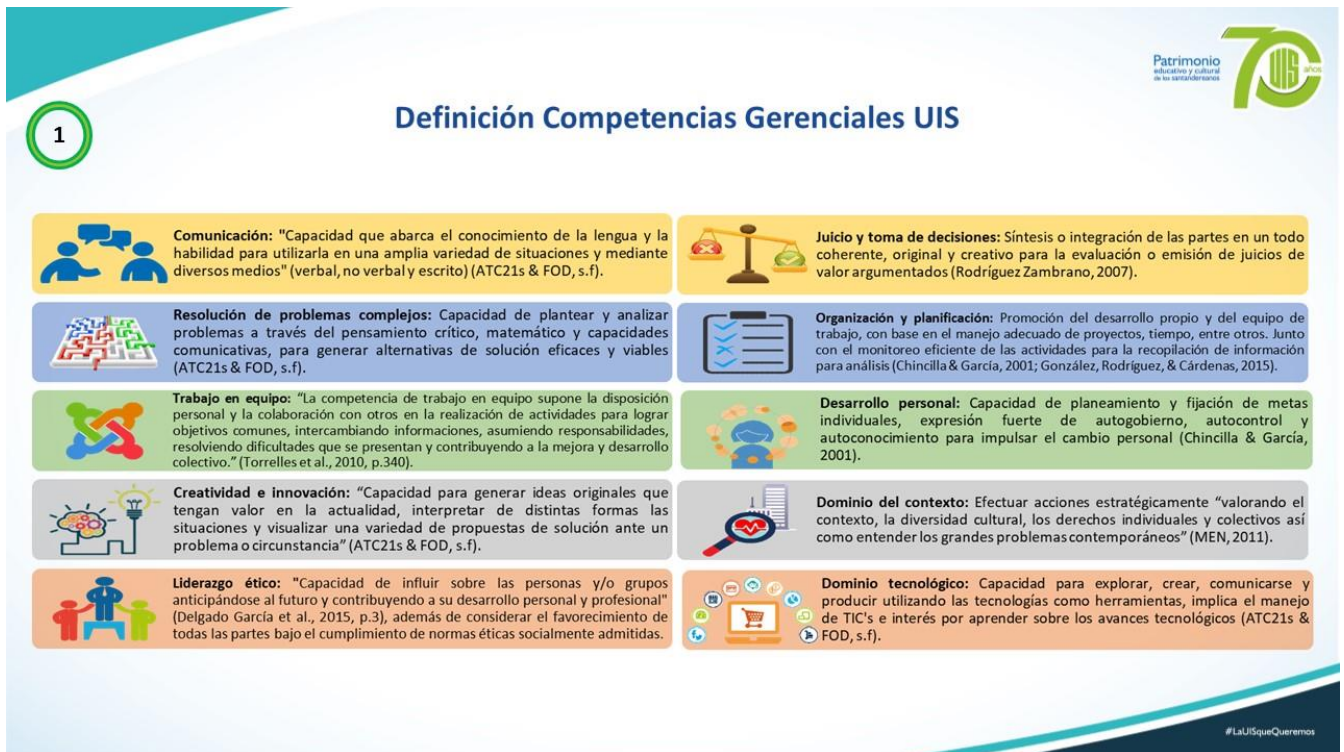 Patrimonio
educativo y cultural
de los santandereanos
70
UIS
años
1
Definición Competencias Gerenciales UIS
Comunicación: "Capacidad que abarca el conocimiento de la lengua y la
habilidad para utilizarla en una amplia variedad de situaciones y mediante
diversos medios" (verbal, no verbal y escrito) (ATC21s & FOD, s.f).
Resolución de problemas complejos: Capacidad de plantear y analizar
problemas a través del pensamiento crítico, matemático y capacidades
comunicativas, para generar alternativas de solución eficaces y viables
(ATC21s & FOD, s.f).
Trabajo en equipo: “La competencia de trabajo en equipo supone la disposición
personal y la colaboración con otros en la realización de actividades para lograr
objetivos comunes, intercambiando informaciones, asumiendo responsabilidades,
resolviendo dificultades que se presentan y contribuyendo a la mejora y desarrollo
colectivo.” (Torrelles et al., 2010, p.340).
Creatividad e innovación: “Capacidad para generar ideas originales que
tengan valor en la actualidad, interpretar de distintas formas las
situaciones y visualizar una variedad de propuestas de solución ante un
problema o circunstancia” (ATC21s & FOD, s.f).
Liderazgo ético: "Capacidad de influir sobre las personas y/o grupos
anticipándose al futuro y contribuyendo a su desarrollo personal y profesional"
(Delgado García et al., 2015, p.3), además de considerar el favorecimiento de
todas las partes bajo el cumplimiento de normas éticas socialmente admitidas.
Juicio y toma de decisiones: Síntesis o integración de las partes en un todo
coherente, original y creativo para la evaluación o emisión de juicios de
valor argumentados (Rodríguez Zambrano, 2007).
Organización y planificación: Promoción del desarrollo propio y del equipo de
trabajo, con base en el manejo adecuado de proyectos, tiempo, entre otros. Junto
con el monitoreo eficiente de las actividades para la recopilación de información
para análisis (Chincilla & García, 2001; González, Rodríguez, & Cárdenas, 2015).
Desarrollo personal: Capacidad de planeamiento y fijación de metas
individuales, expresión fuerte de autogobierno, autocontrol y
autoconocimiento para impulsar el cambio personal (Chincilla & García,
2001).
Dominio del contexto: Efectuar acciones estratégicamente “valorando el
contexto, la diversidad cultural, los derechos individuales y colectivos así
como entender los grandes problemas contemporáneos” (MEN, 2011).
Dominio tecnológico: Capacidad para explorar, crear, comunicarse y
producir utilizando las tecnologías como herramientas, implica el manejo
de TIC's e interés por aprender sobre los avances tecnológicos (ATC21s &
FOD, s.f).
#LaUISqueQueremos